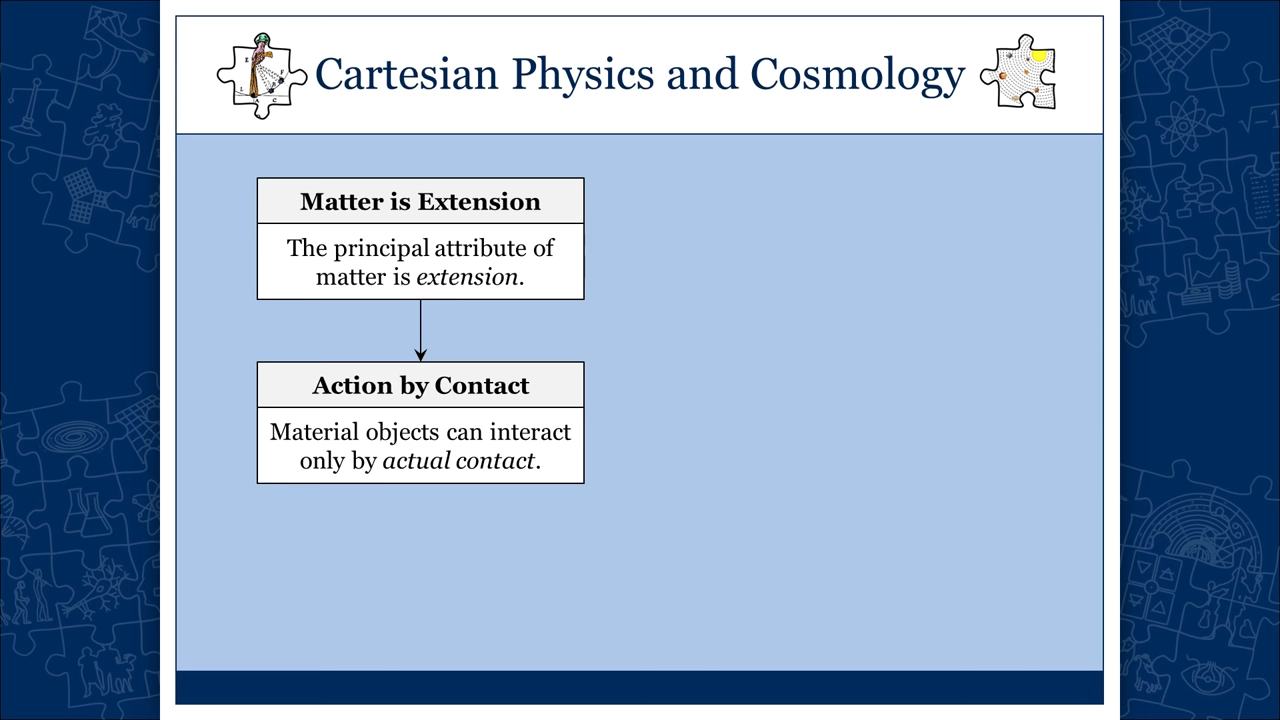 Cartesian Physics and Cosmology
Matter is Extension
The principal attribute of
matter is extension.
Action by Contact
Material objects can interact
only by actual contact.